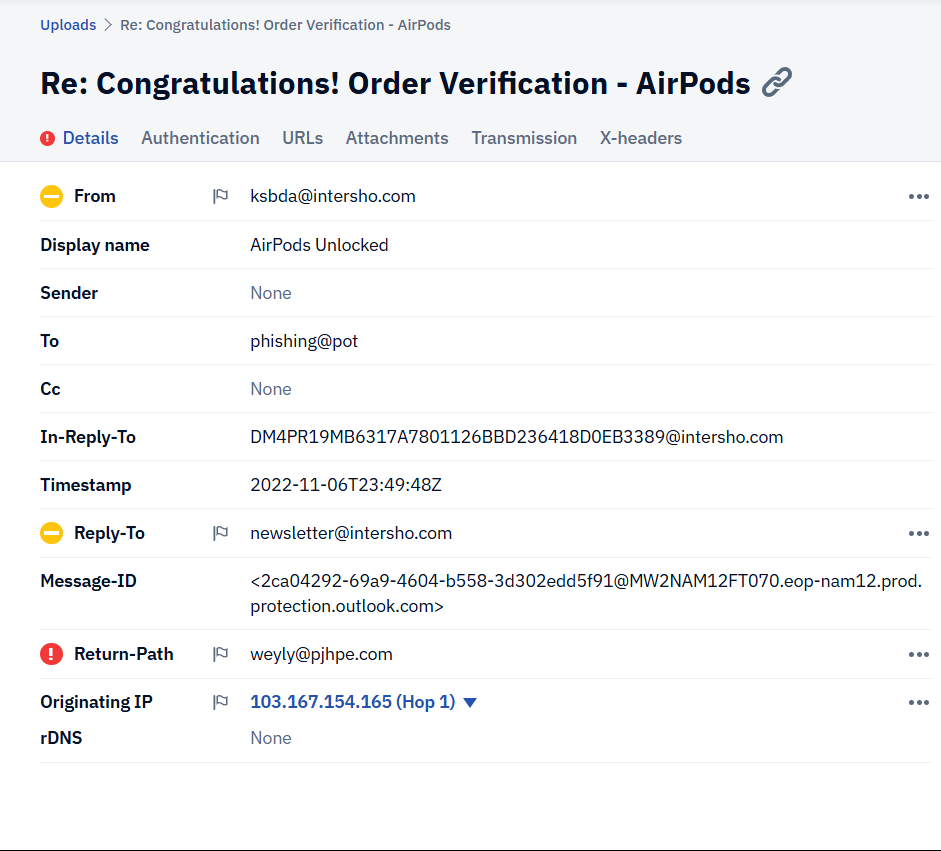 Uploads > Re: Congratulations! Order Verification - AirPods
Re: Congratulations! Order Verification - AirPods
Details Authentication URLs Attachments Transmission X-headers
From ksbda@intersho.com
Display name AirPods Unlocked
Sender None
To phishing@pot
Cc None
In-Reply-To DM4PR19MB6317A7801126BBD236418D0EB3389@intersho.com
Timestamp 2022-11-06T23:49:48Z
Reply-To newsletter@intersho.com
Message-ID <2ca04292-69a9-4604-b558-3d302edd5f91@MW2NAM12FT070.eop-nam12.prod.
protection.outlook.com>
Return-Path weyly@pjhpe.com
Originating IP 103.167.154.165 (Hop 1)
rDNS None